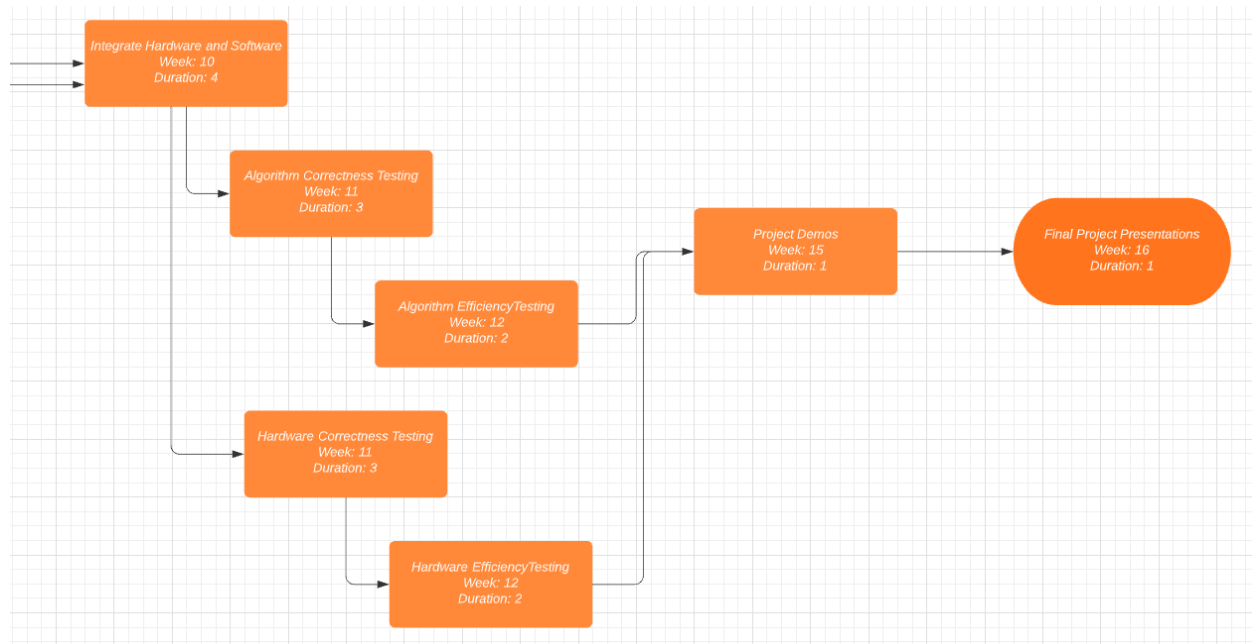 Integrate Hardware and Software
Week: 10
Duration: 4
Algorithm Correctness Testing
Week: 11
Duration: 3
Algorithm EfficiencyTesting
Week: 12
Duration: 2
Hardware Correctness Testing
Week: 11
Duration: 3
Hardware EfficiencyTesting
Week: 12
Duration: 2
Project Demos
Week: 15
Duration: 1
Final Project Presentations
Week: 16
Duration: 1